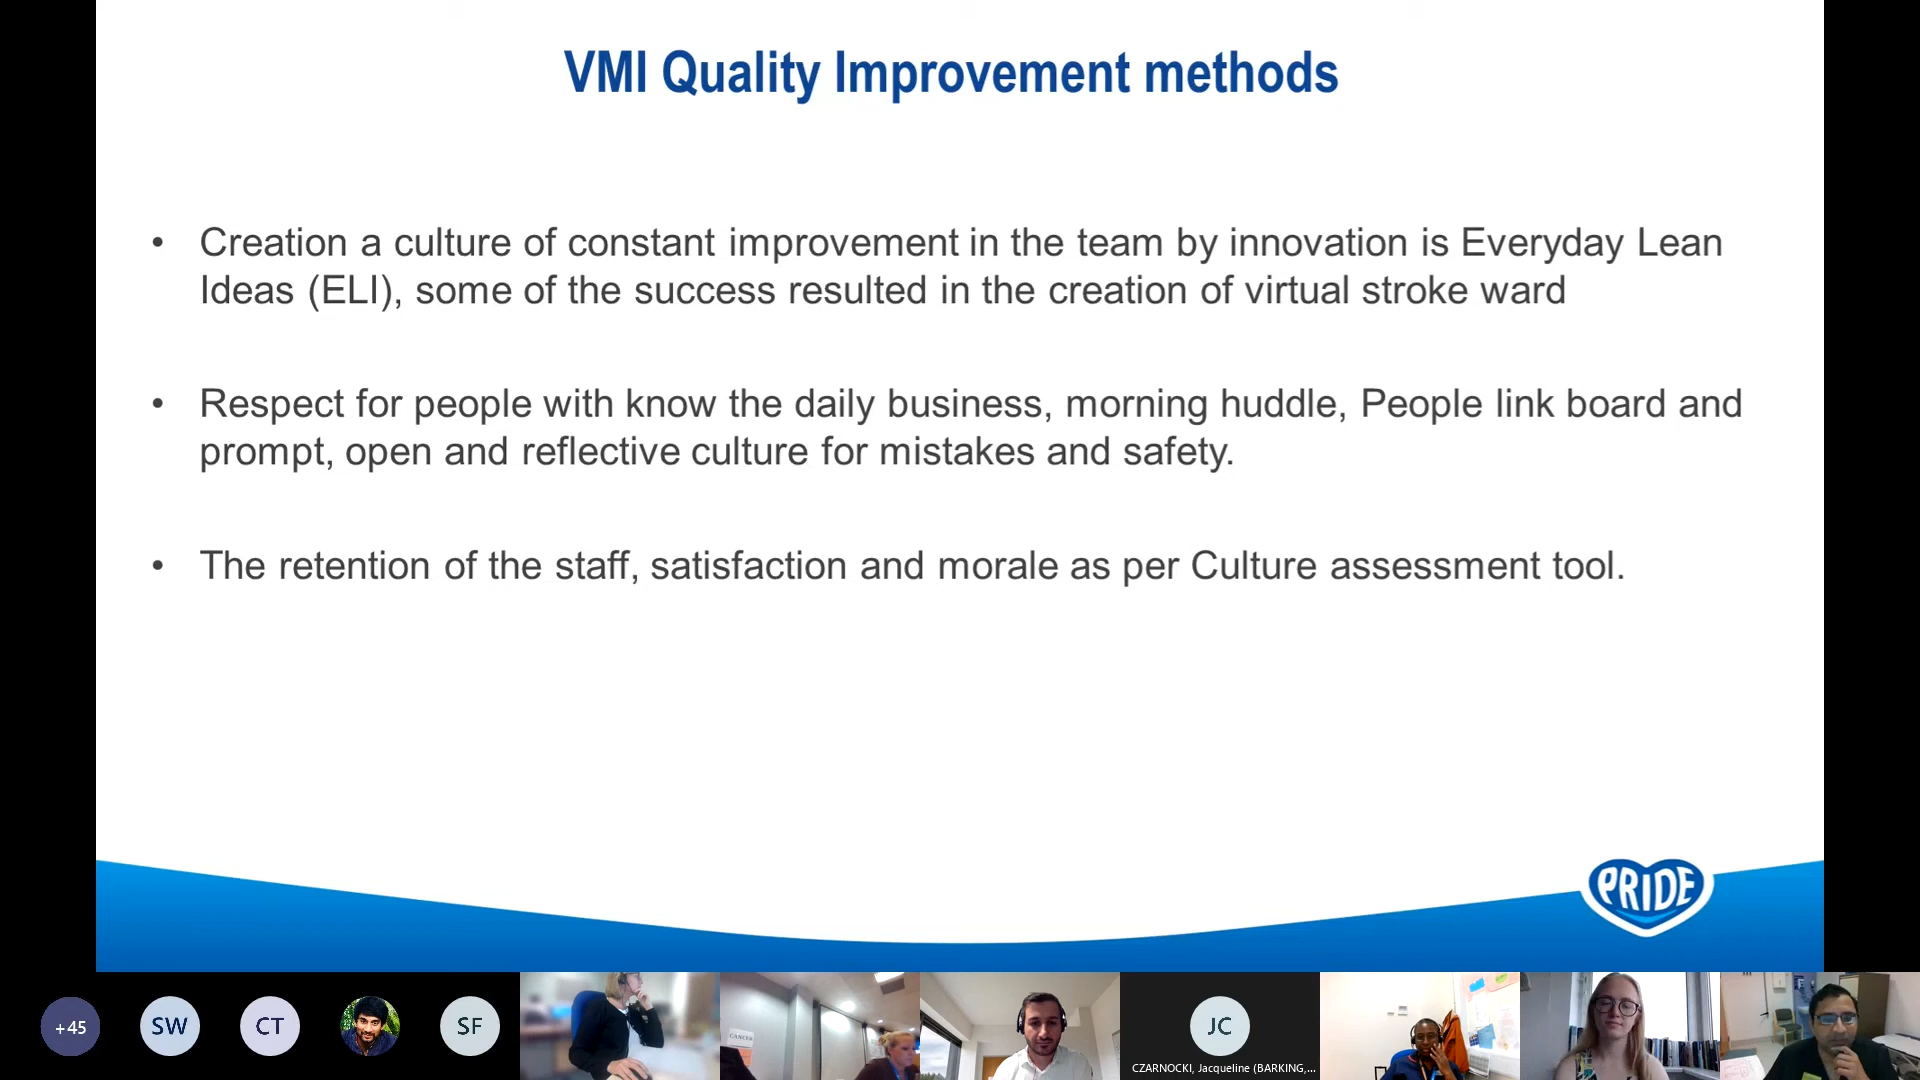 VMI Quality Improvement methods
• Creation a culture of constant improvement in the team by innovation is Everyday Lean
Ideas (ELI), some of the success resulted in the creation of virtual stroke ward
• Respect for people with know the daily business, morning huddle, People link board and
prompt, open and reflective culture for mistakes and safety.
• The retention of the staff, satisfaction and morale as per Culture assessment tool.
PRIDE
+45
SW
CT
SF
CANCER
JC
CZARNOCKI, Jacqueline (BARKING,...